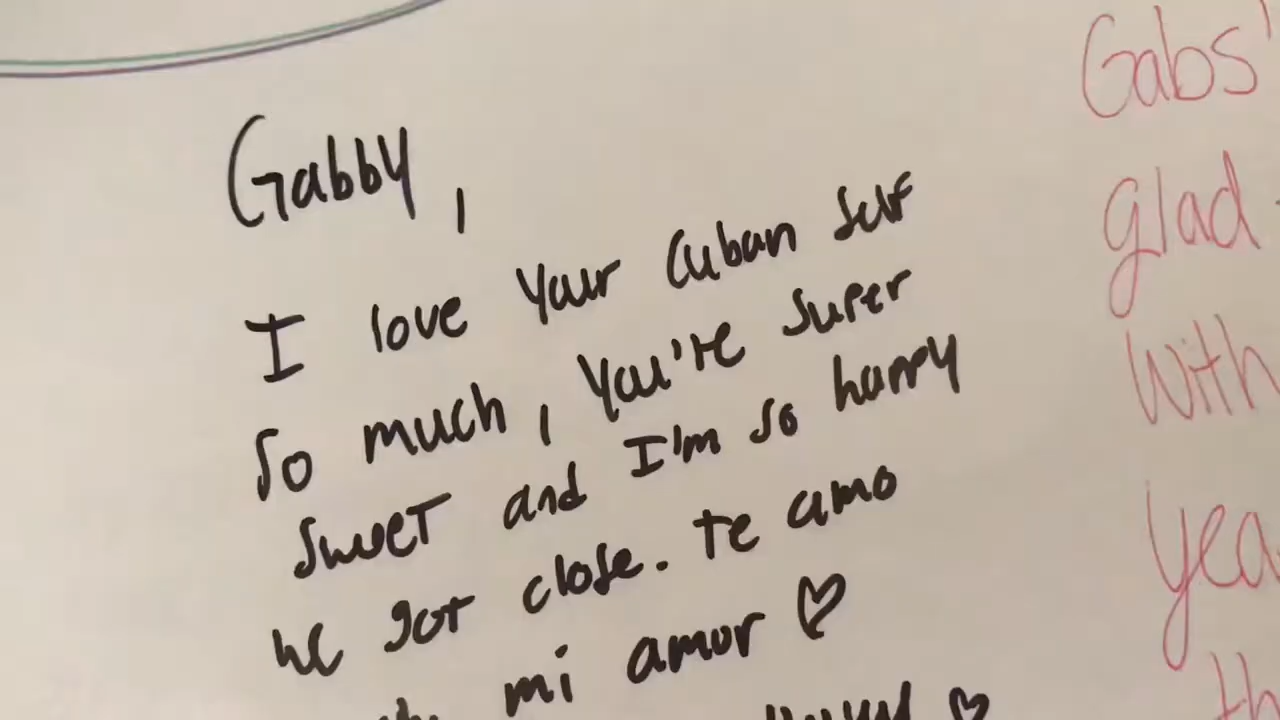 Gabby,
I love your Cuban self
so much, you're super
sweet and I'm so happy
we got close. te amo
mi amor ♡
♡
Gabs
glad
with
yea
th